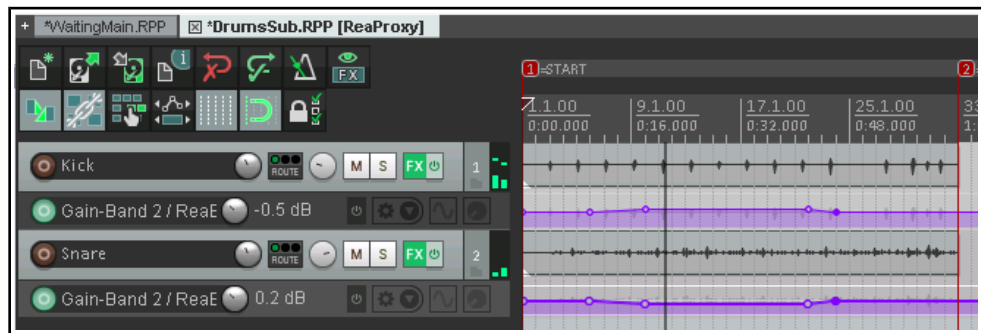 + *WaitingMain.RPP *DrumsSub.RPP [ReaProxy]
i
FX
1=START 2=
1.1.00 9.1.00 17.1.00 25.1.00 33
0:00.000 0:16.000 0:32.000 0:48.000 1:
Kick ROUTE M S FX 1
Gain-Band 2 / ReaE -0.5 dB
Snare ROUTE M S FX 2
Gain-Band 2 / ReaE 0.2 dB